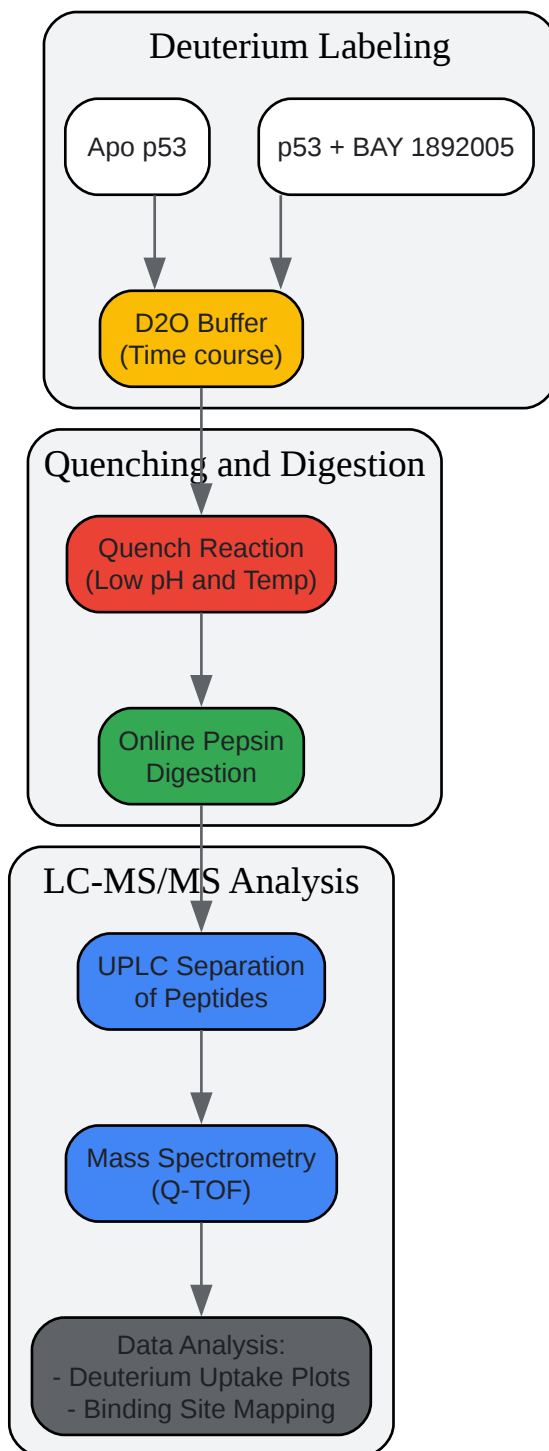 Deuterium Labeling
Apo p53
p53 + BAY 1892005
D2O Buffer
(Time course)
Quenching and Digestion
Quench Reaction
(Low pH and Temp)
Online Pepsin
Digestion
LC-MS/MS Analysis
UPLC Separation
of Peptides
Mass Spectrometry
(Q-TOF)
Data Analysis:
- Deuterium Uptake Plots
- Binding Site Mapping